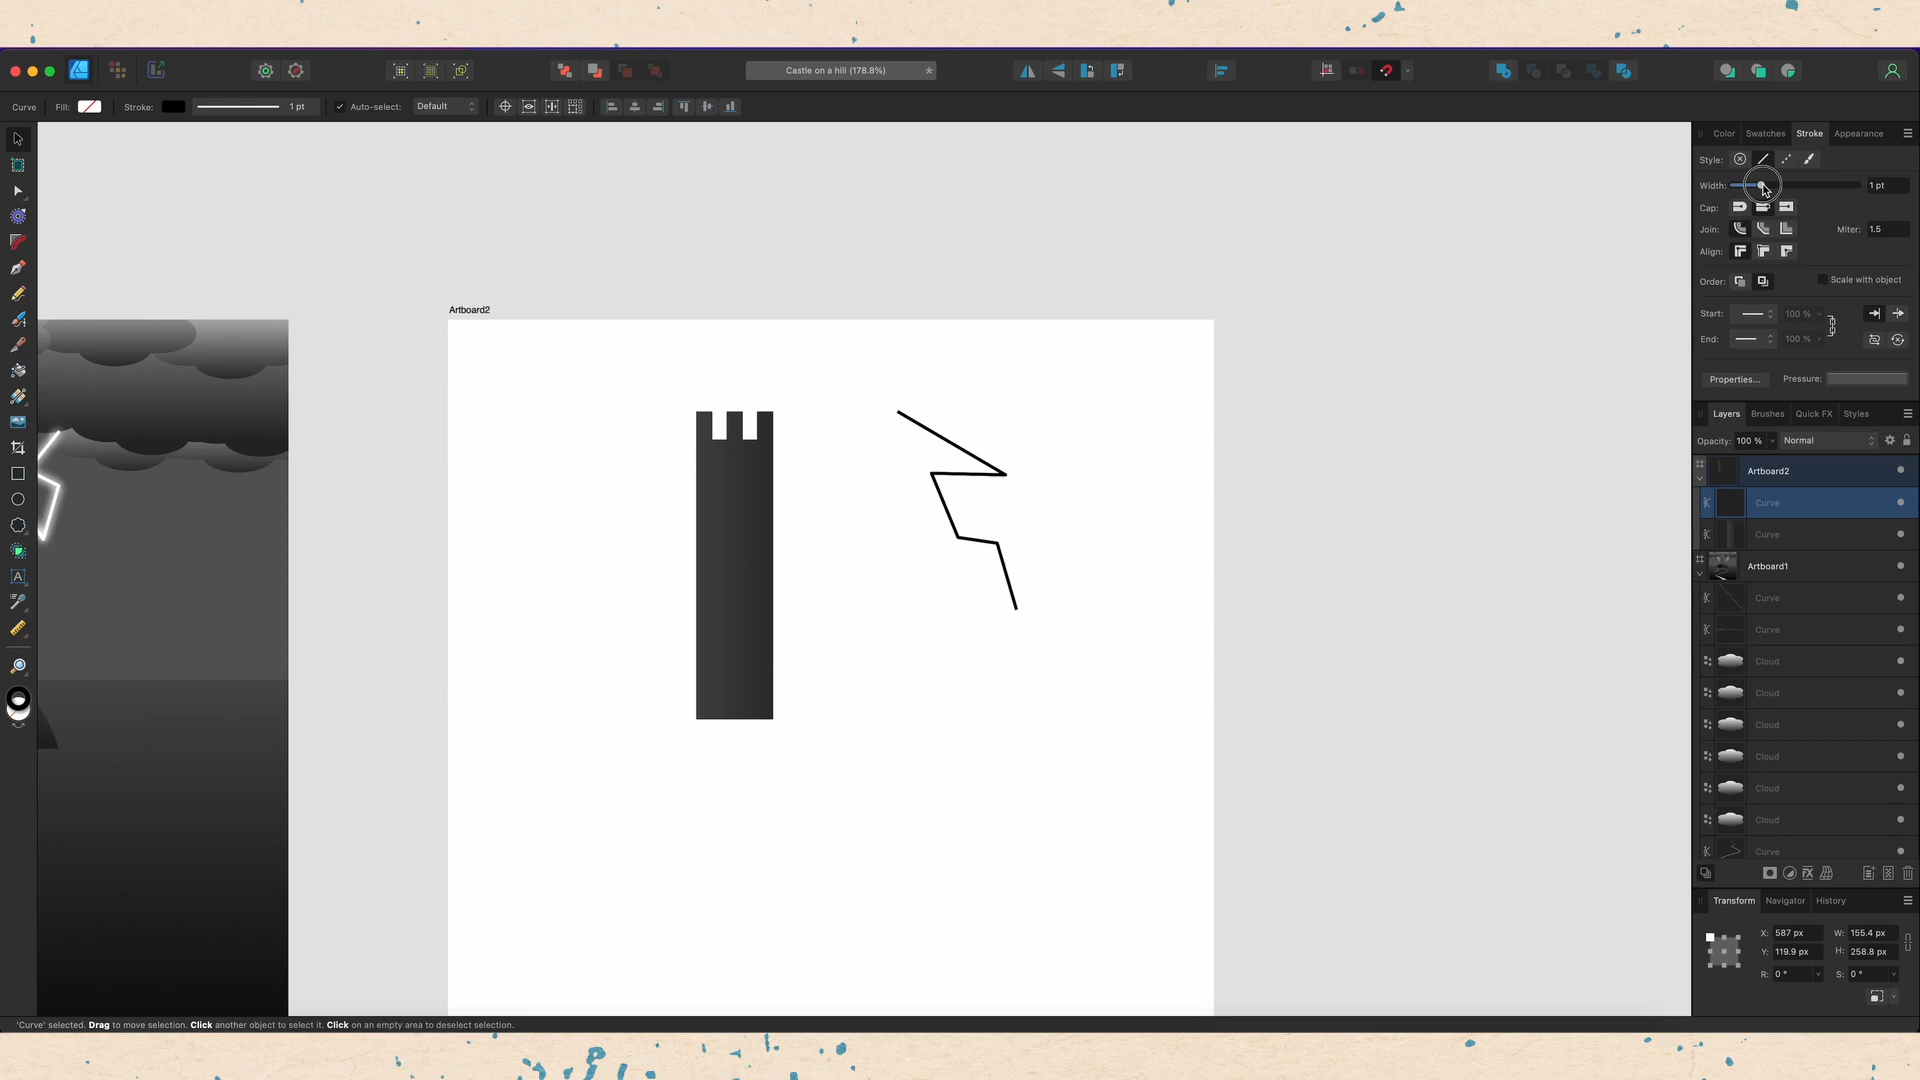 Castle on a hill (178.8%)
Curve Fill: Stroke: 1 pt Auto-select: Default
Color Swatches Stroke Appearance
Style:
Width: 1 pt
Cap:
Join: Miter: 1.5
Align:
Order: Scale with object
Start: 100 %
End: 100 %
Properties... Pressure:
Layers Brushes Quick FX Styles
Opacity: 100 % Normal
Artboard2
Curve
Curve
Artboard1
Curve
Curve
Cloud
Cloud
Cloud
Cloud
Cloud
Cloud
Curve
Transform Navigator History
X: 587 px W: 155.4 px
Y: 119.9 px H: 258.8 px
R: 0 ° S: 0 °
Artboard2
A
'Curve' selected. Drag to move selection. Click another object to select it. Click on an empty area to deselect selection.